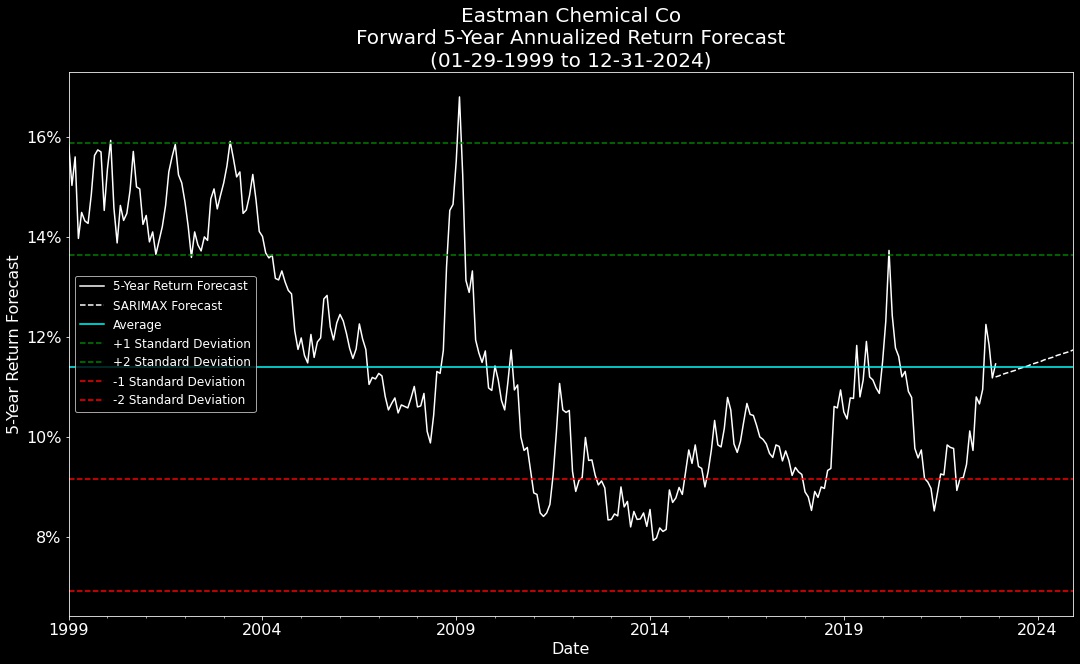 Eastman Chemical Co
Forward 5-Year Annualized Return Forecast
(01-29-1999 to 12-31-2024)
5-Year Return Forecast
16%
14%
12%
10%
8%
5-Year Return Forecast
SARIMAX Forecast
Average
+1 Standard Deviation
+2 Standard Deviation
-1 Standard Deviation
-2 Standard Deviation
1999 2004 2009 2014 2019 2024
Date